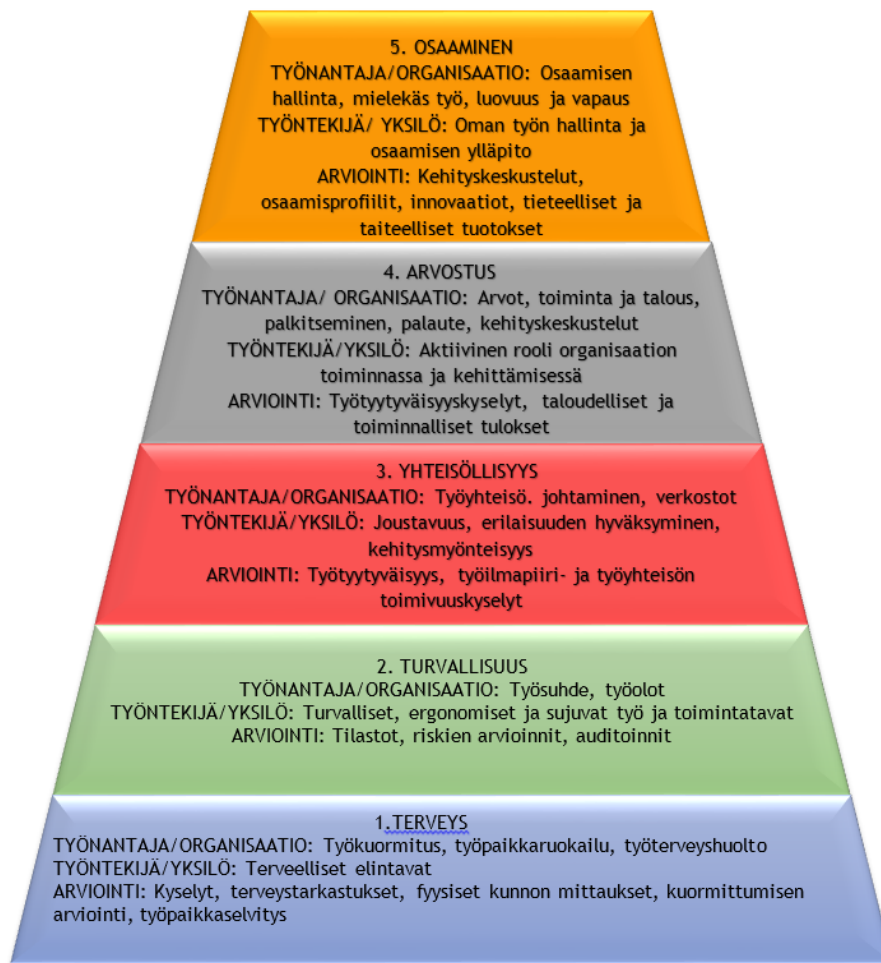 5. OSAAMINEN
TYÖNANTAJA/ORGANISAATIO: Osaamisen
hallinta, mielekäs työ, luovuus ja vapaus
TYÖNTEKIJÄ/ YKSILÖ: Oman työn hallinta ja
osaamisen ylläpito
ARVIOINTI: Kehityskeskustelut,
osaamisprofiilit, innovaatiot, tieteelliset ja
taiteelliset tuotokset
4. ARVOSTUS
TYÖNANTAJA/ ORGANISAATIO: Arvot, toiminta ja talous,
palkitseminen, palaute, kehityskeskustelut
TYÖNTEKIJÄ/YKSILÖ: Aktiivinen rooli organisaation
toiminnassa ja kehittämisessä
ARVIOINTI: Työtyytyväisyyskyselyt, taloudelliset ja
toiminnalliset tulokset
3. YHTEISÖLLISYYS
TYÖNANTAJA/ORGANISAATIO: Työyhteisö. johtaminen, verkostot
TYÖNTEKIJÄ/YKSILÖ: Joustavuus, erilaisuuden hyväksyminen,
kehitysmyönteisyys
ARVIOINTI: Työtyytyväisyys, työilmapiiri- ja työyhteisön
toimivuuskyselyt
2. TURVALLISUUS
TYÖNANTAJA/ORGANISAATIO: Työsuhde, työolot
TYÖNTEKIJÄ/YKSILÖ: Turvalliset, ergonomiset ja sujuvat työ ja toimintatavat
ARVIOINTI: Tilastot, riskien arvioinnit, auditoinnit
1.TERVEYS
TYÖNANTAJA/ORGANISAATIO: Työkuormitus, työpaikkaruokailu, työterveyshuolto
TYÖNTEKIJÄ/YKSILÖ: Terveelliset elintavat
ARVIOINTI: Kyselyt, terveystarkastukset, fyysiset kunnon mittaukset, kuormittumisen
arviointi, työpaikkaselvitys